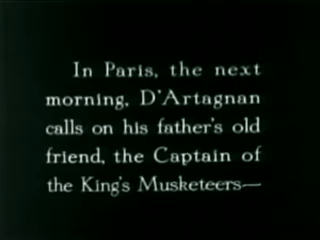 In Paris, the next
morning, D'Artagnan
calls on his father's old
friend, the Captain of
the King's Musketeers—